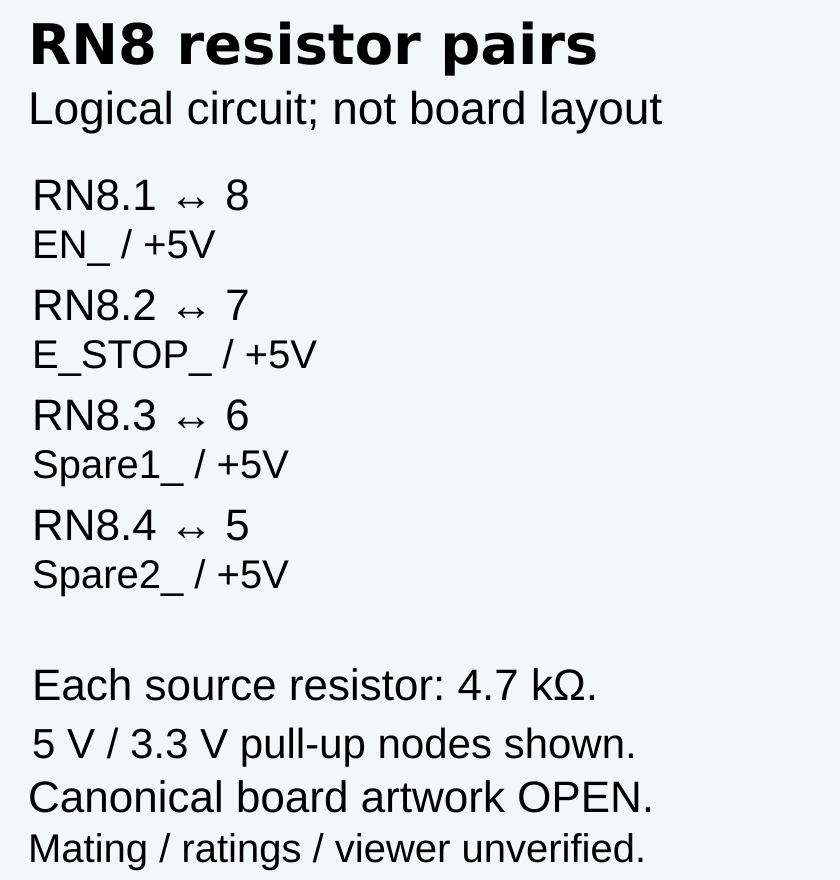 RN8 resistor pairs
Logical circuit; not board layout
RN8.1 ↔ 8
EN_ / +5V
RN8.2 ↔ 7
E_STOP_ / +5V
RN8.3 ↔ 6
Spare1_ / +5V
RN8.4 ↔ 5
Spare2_ / +5V
Each source resistor: 4.7 kΩ.
5 V / 3.3 V pull-up nodes shown.
Canonical board artwork OPEN.
Mating / ratings / viewer unverified.